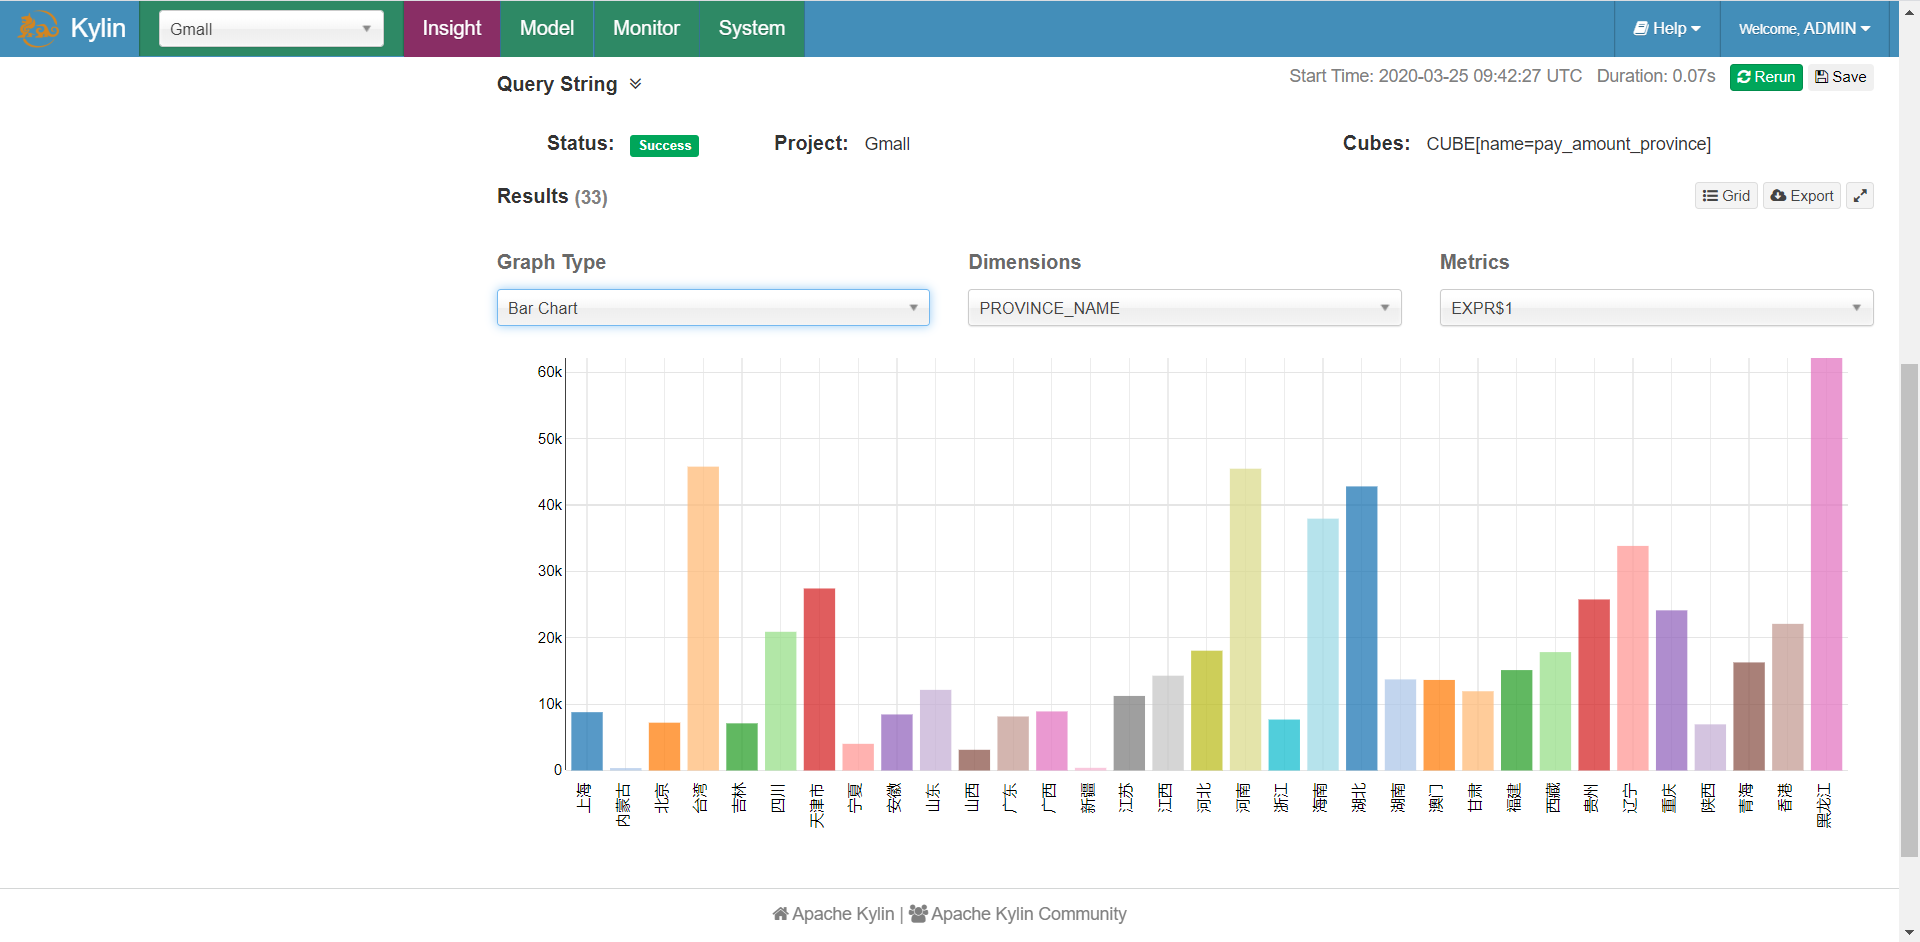 Kylin
Gmall
Insight
Model
Monitor
System
Help
Welcome, ADMIN
Query String
Start Time: 2020-03-25 09:42:27 UTC Duration: 0.07s
Rerun
Save
Status: Success
Project: Gmall
Cubes: CUBE[name=pay_amount_province]
Results (33)
Grid
Export
Graph Type
Dimensions
Metrics
Bar Chart
PROVINCE_NAME
EXPR$1
60k
50k
40k
30k
20k
10k
0
上海
内蒙古
北京
台湾
吉林
四川
天津市
宁夏
安徽
山东
山西
广东
广西
新疆
江苏
江西
河北
河南
浙江
海南
湖北
湖南
澳门
甘肃
福建
西藏
贵州
辽宁
重庆
陕西
青海
香港
黑龙江
Apache Kylin | Apache Kylin Community